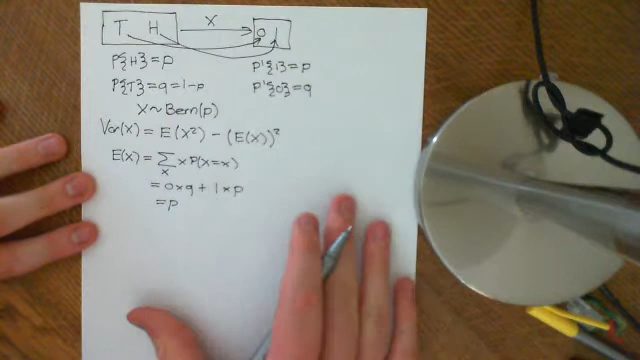 X
T H 0 1
P{H}=p P'{1}=p
P{T}=q=1-p P'{0}=q
X~Bern(p)
Var(X) = E(X²) - (E(X))²
E(X) = ∑ₓ x P(X=x)
= 0×q + 1×p
= p